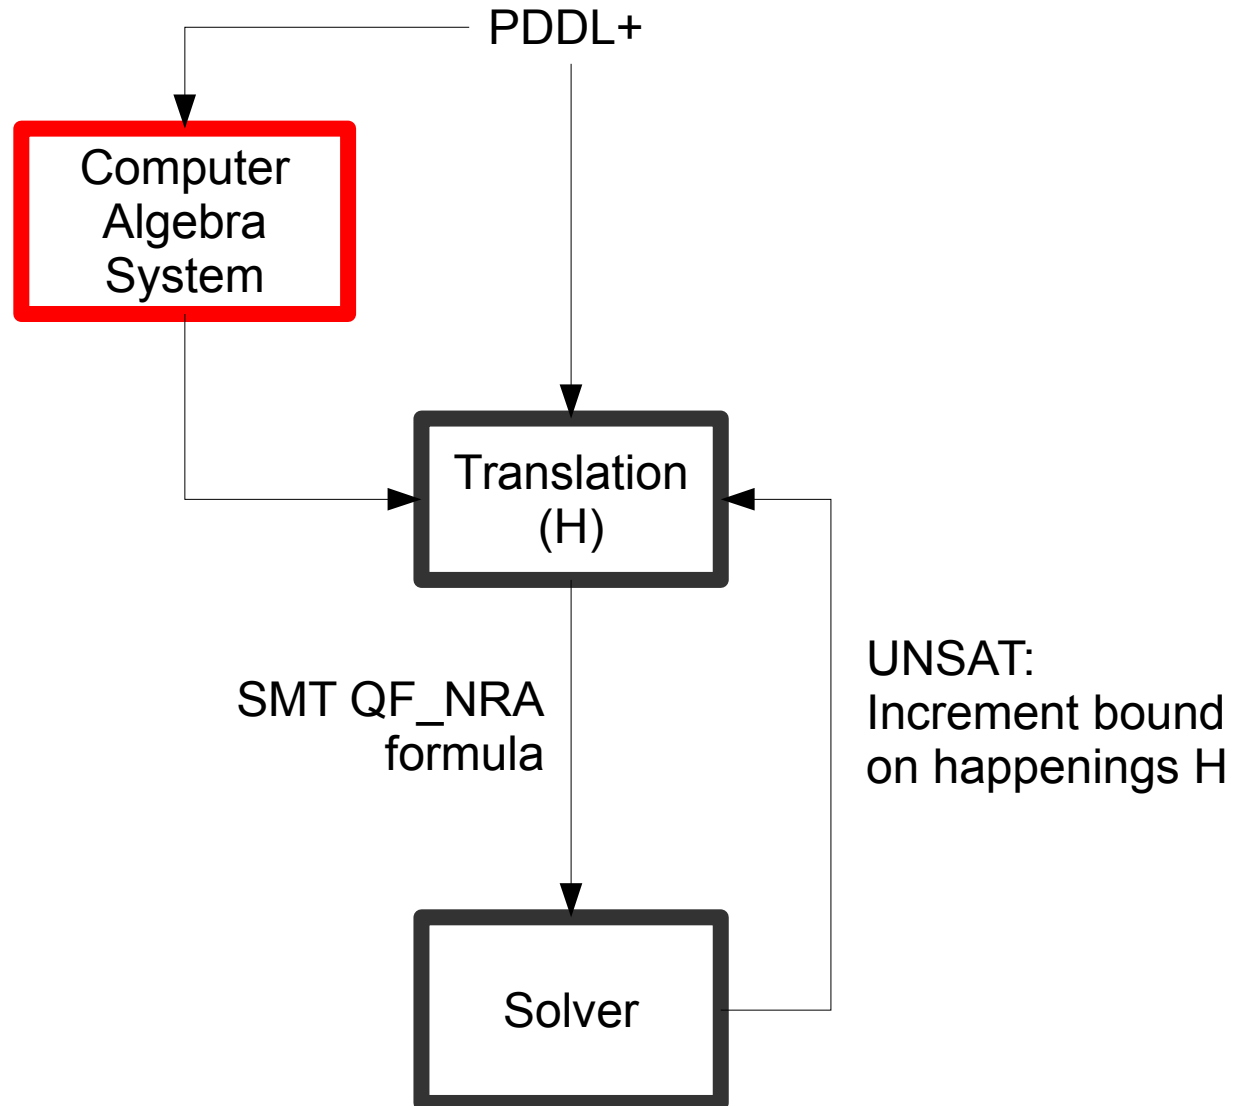 PDDL+
Computer
Algebra
System
Translation
(H)
SMT QF_NRA
formula
UNSAT:
Increment bound
on happenings H
Solver